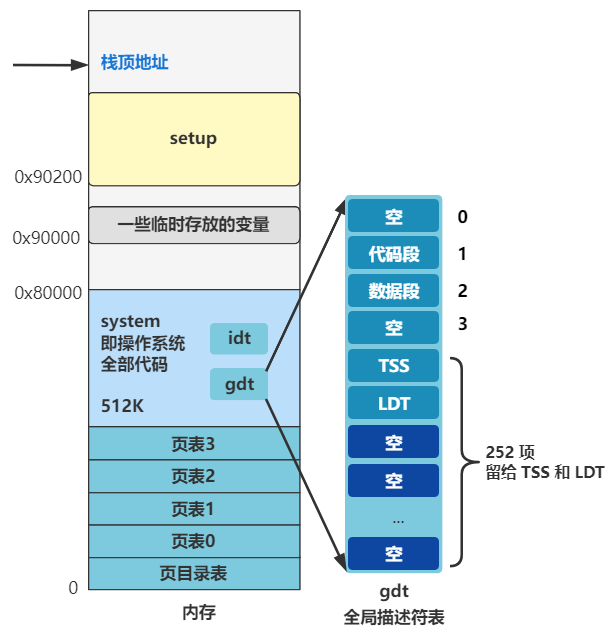 栈顶地址
setup
0x90200
一些临时存放的变量
0x90000
0x80000
system
即操作系统
全部代码
512K
idt
gdt
页表3
页表2
页表1
页表0
页目录表
0
内存
空 0
代码段 1
数据段 2
空 3
TSS
LDT
空
空
...
空
252 项
留给 TSS 和 LDT
gdt
全局描述符表